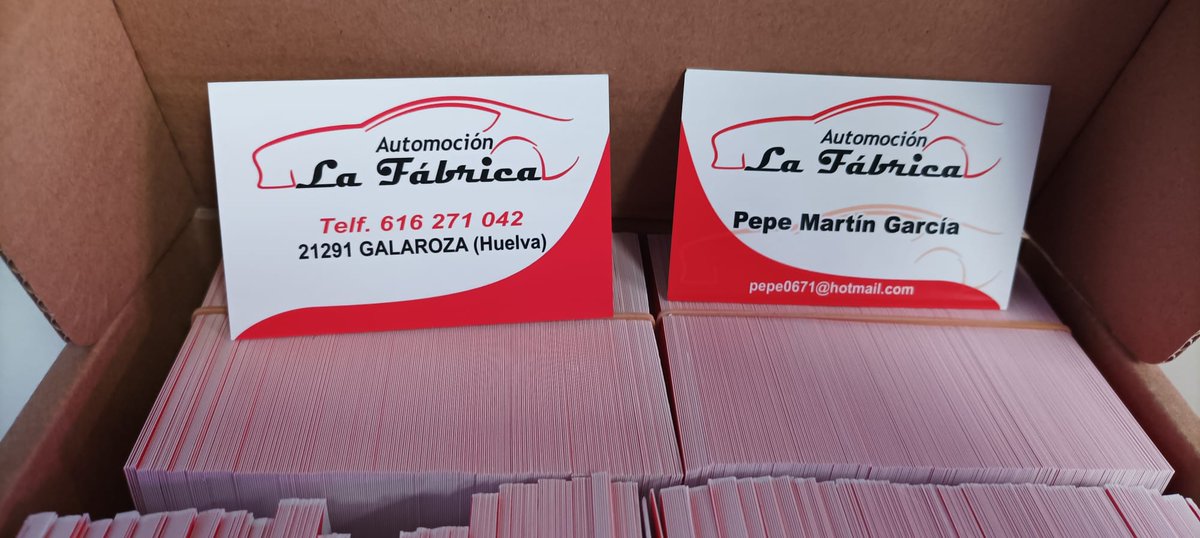 Automoción
La Fábrica
Telf. 616 271 042
21291 GALAROZA (Huelva)
Automoción
La Fábrica
Pepe Martín García
pepe0671@hotmail.com